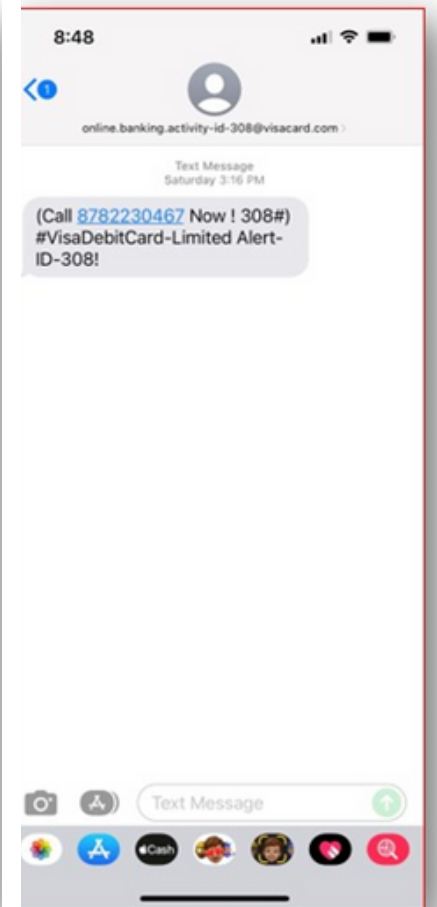 8:48
1
online.banking.activity-id-308@visacard.com
Text Message
Saturday 3:16 PM
(Call 8782230467 Now ! 308#)
#VisaDebitCard-Limited Alert-
ID-308!
Text Message
Cash